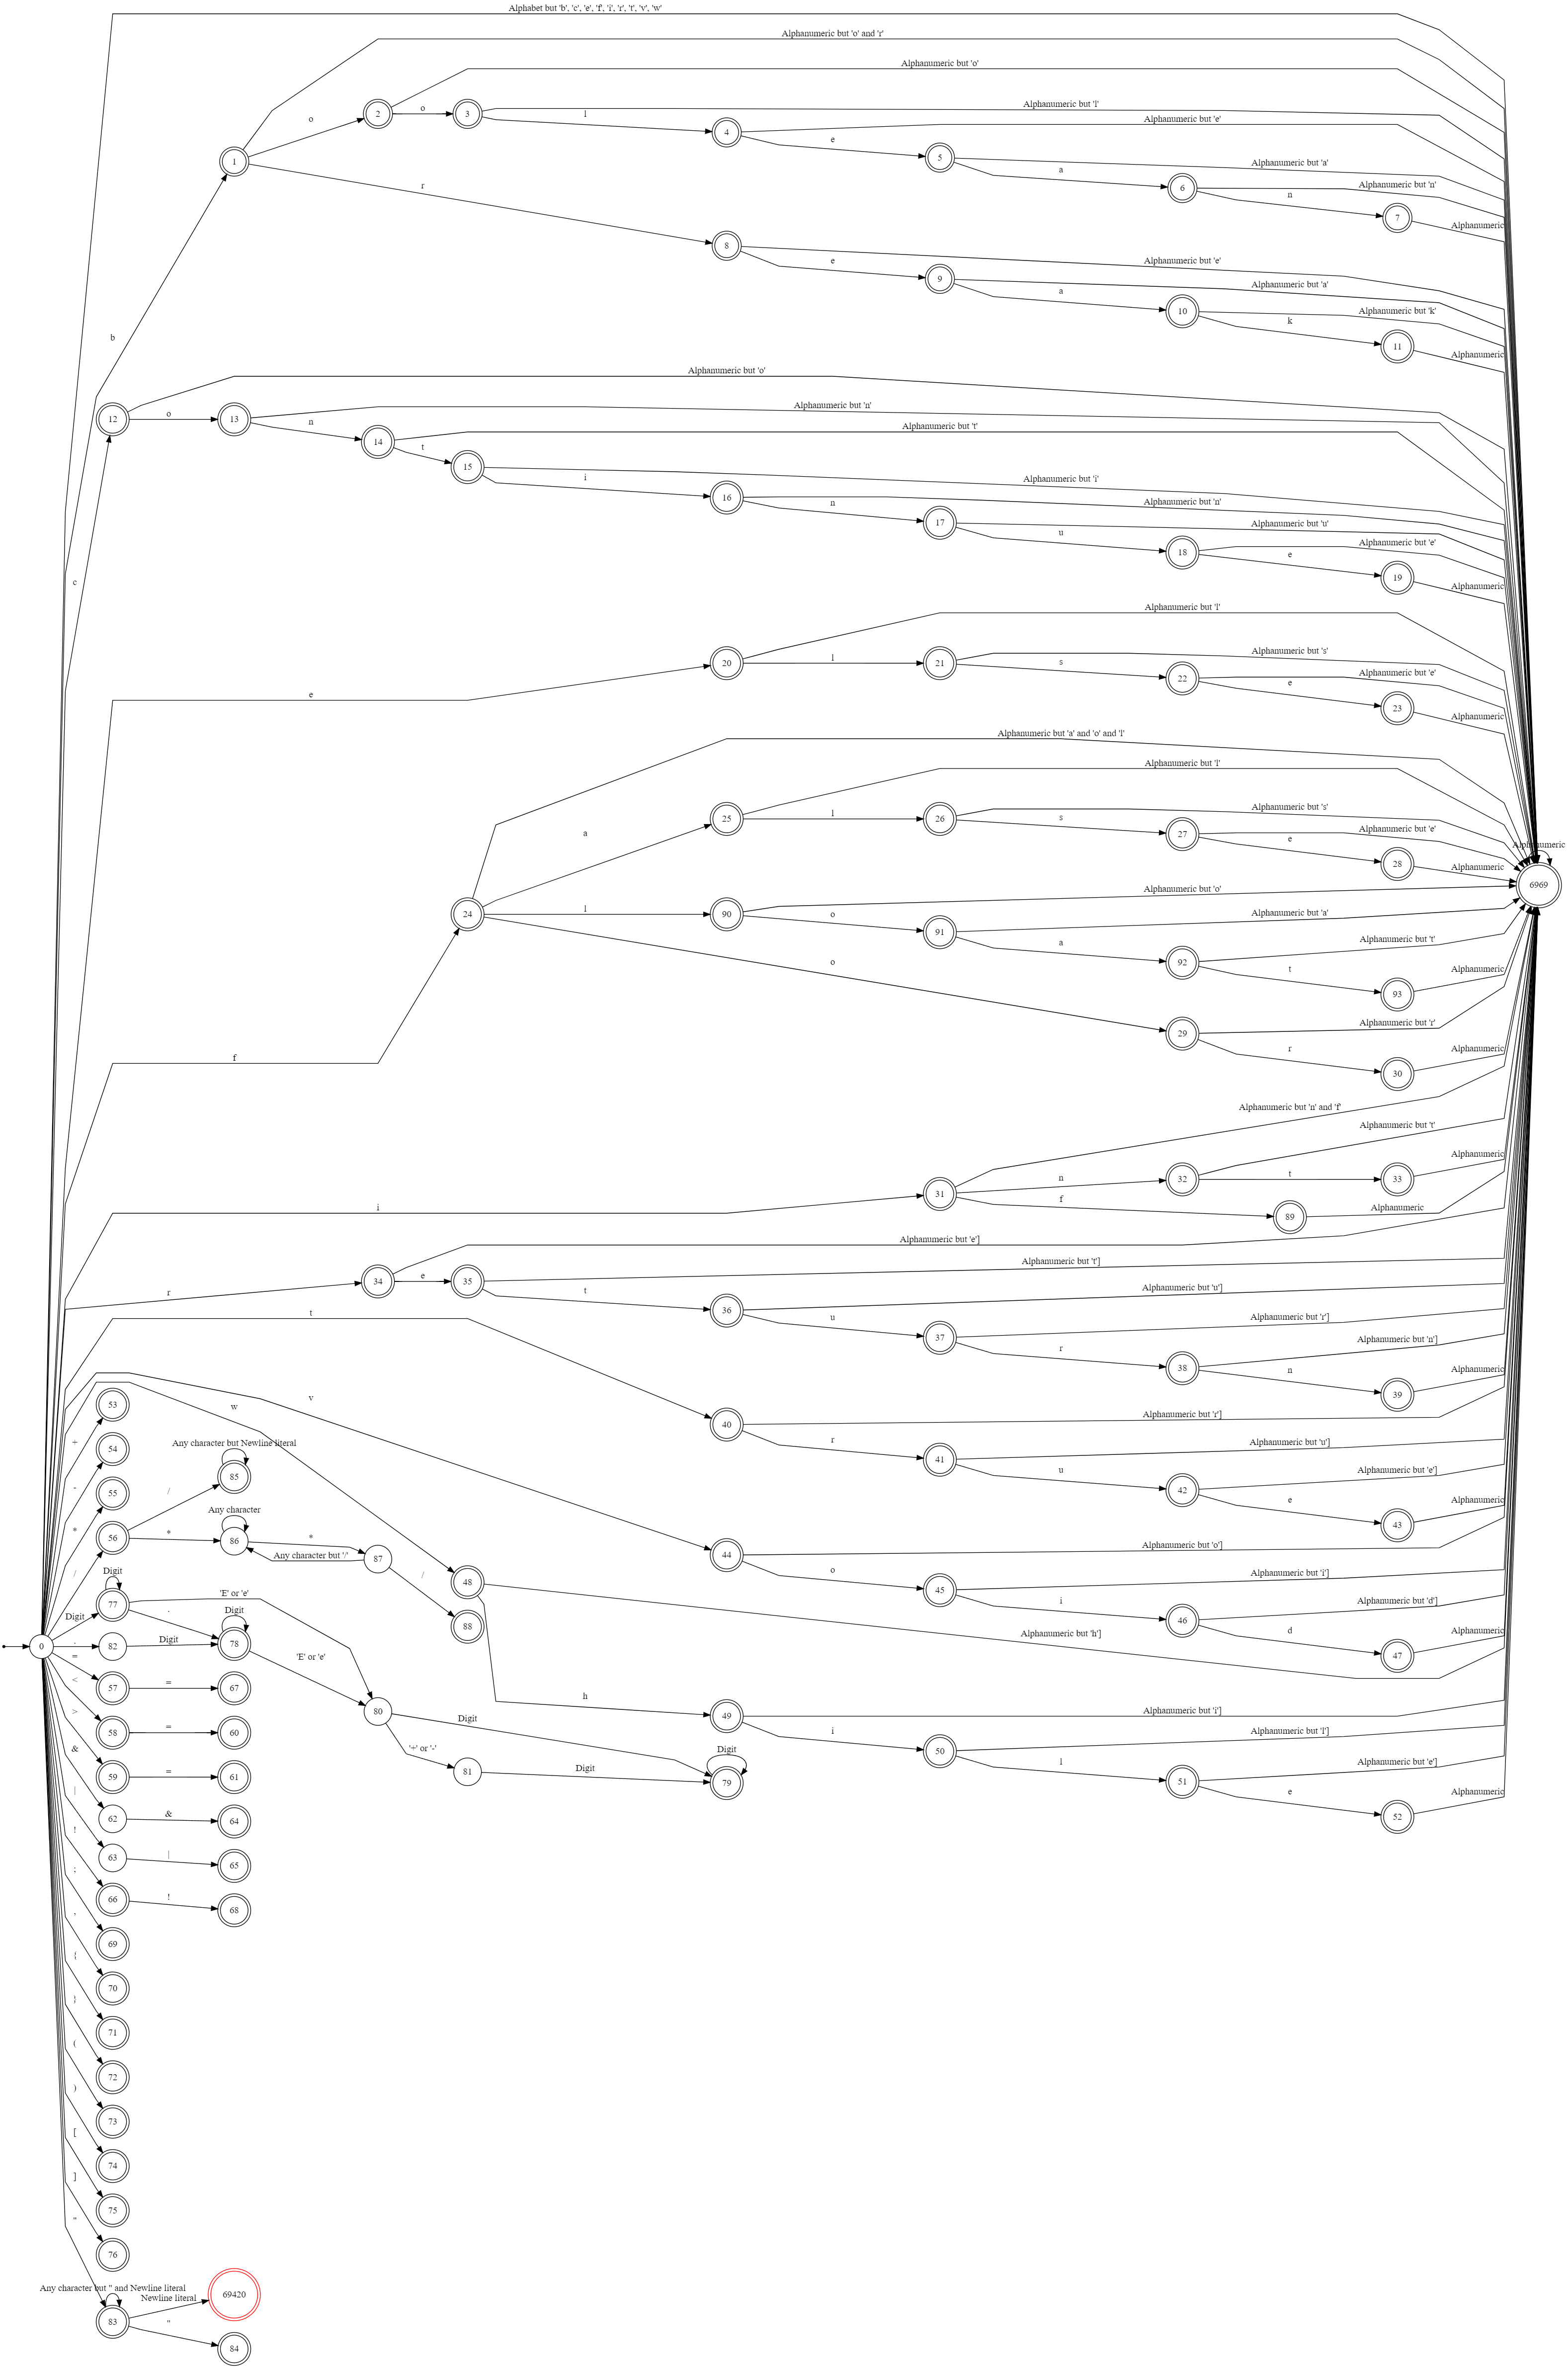 Alphabet but 'b', 'c', 'e', 'f', 'i', 'r', 't', 'v', 'w'
Alphanumeric but 'o' and 'r'
Alphanumeric but 'o'
o
2
o
3
l
Alphanumeric but 'l'
4
Alphanumeric but 'e'
e
5
Alphanumeric but 'a'
a
6
Alphanumeric but 'n'
n
7
Alphanumeric
1
r
8
Alphanumeric but 'e'
e
9
Alphanumeric but 'a'
a
10
Alphanumeric but 'k'
k
11
Alphanumeric
b
12
Alphanumeric but 'o'
o
13
Alphanumeric but 'n'
n
14
Alphanumeric but 't'
t
15
Alphanumeric but 'i'
i
16
Alphanumeric but 'n'
n
17
Alphanumeric but 'u'
u
18
Alphanumeric but 'e'
e
19
Alphanumeric
c
e
20
Alphanumeric but 'l'
l
21
Alphanumeric but 's'
s
22
Alphanumeric but 'e'
e
23
Alphanumeric
Alphanumeric but 'a' and 'o' and 'l'
a
25
Alphanumeric but 'l'
l
26
Alphanumeric but 's'
s
27
Alphanumeric but 'e'
e
28
Alphanumeric
Alphanumeric
6969
24
l
90
Alphanumeric but 'o'
o
91
Alphanumeric but 'a'
a
92
Alphanumeric but 't'
t
93
Alphanumeric
o
29
Alphanumeric but 'r'
r
30
Alphanumeric
f
i
31
Alphanumeric but 'n' and 'f'
n
32
Alphanumeric but 't'
t
33
Alphanumeric
f
89
Alphanumeric
r
34
Alphanumeric but 'e']
e
35
Alphanumeric but 't']
t
36
Alphanumeric but 'u']
u
37
Alphanumeric but 'r']
r
38
Alphanumeric but 'n']
n
39
Alphanumeric
t
40
Alphanumeric but 'r']
r
41
Alphanumeric but 'u']
u
42
Alphanumeric but 'e']
e
43
Alphanumeric
v
44
Alphanumeric but 'o']
o
45
Alphanumeric but 'i']
i
46
Alphanumeric but 'd']
d
47
Alphanumeric
w
48
Alphanumeric but 'h']
h
49
Alphanumeric but 'i']
i
50
Alphanumeric but 'l']
l
51
Alphanumeric but 'e']
e
52
Alphanumeric
+
53
-
54
*
55
/
56
/
85
Any character but Newline literal
*
86
Any character
*
Any character but '/'
87
/
88
0
Digit
77
Digit
'E' or 'e'
.
78
Digit
'E' or 'e'
.
82
Digit
80
Digit
'+' or '-'
81
Digit
79
Digit
=
57
=
67
<
58
=
60
>
59
=
61
&
62
&
64
|
63
|
65
!
66
!
68
;
69
,
70
{
71
}
72
(
73
)
74
[
75
]
76
"
83
Any character but " and Newline literal
Newline literal
69420
"
84